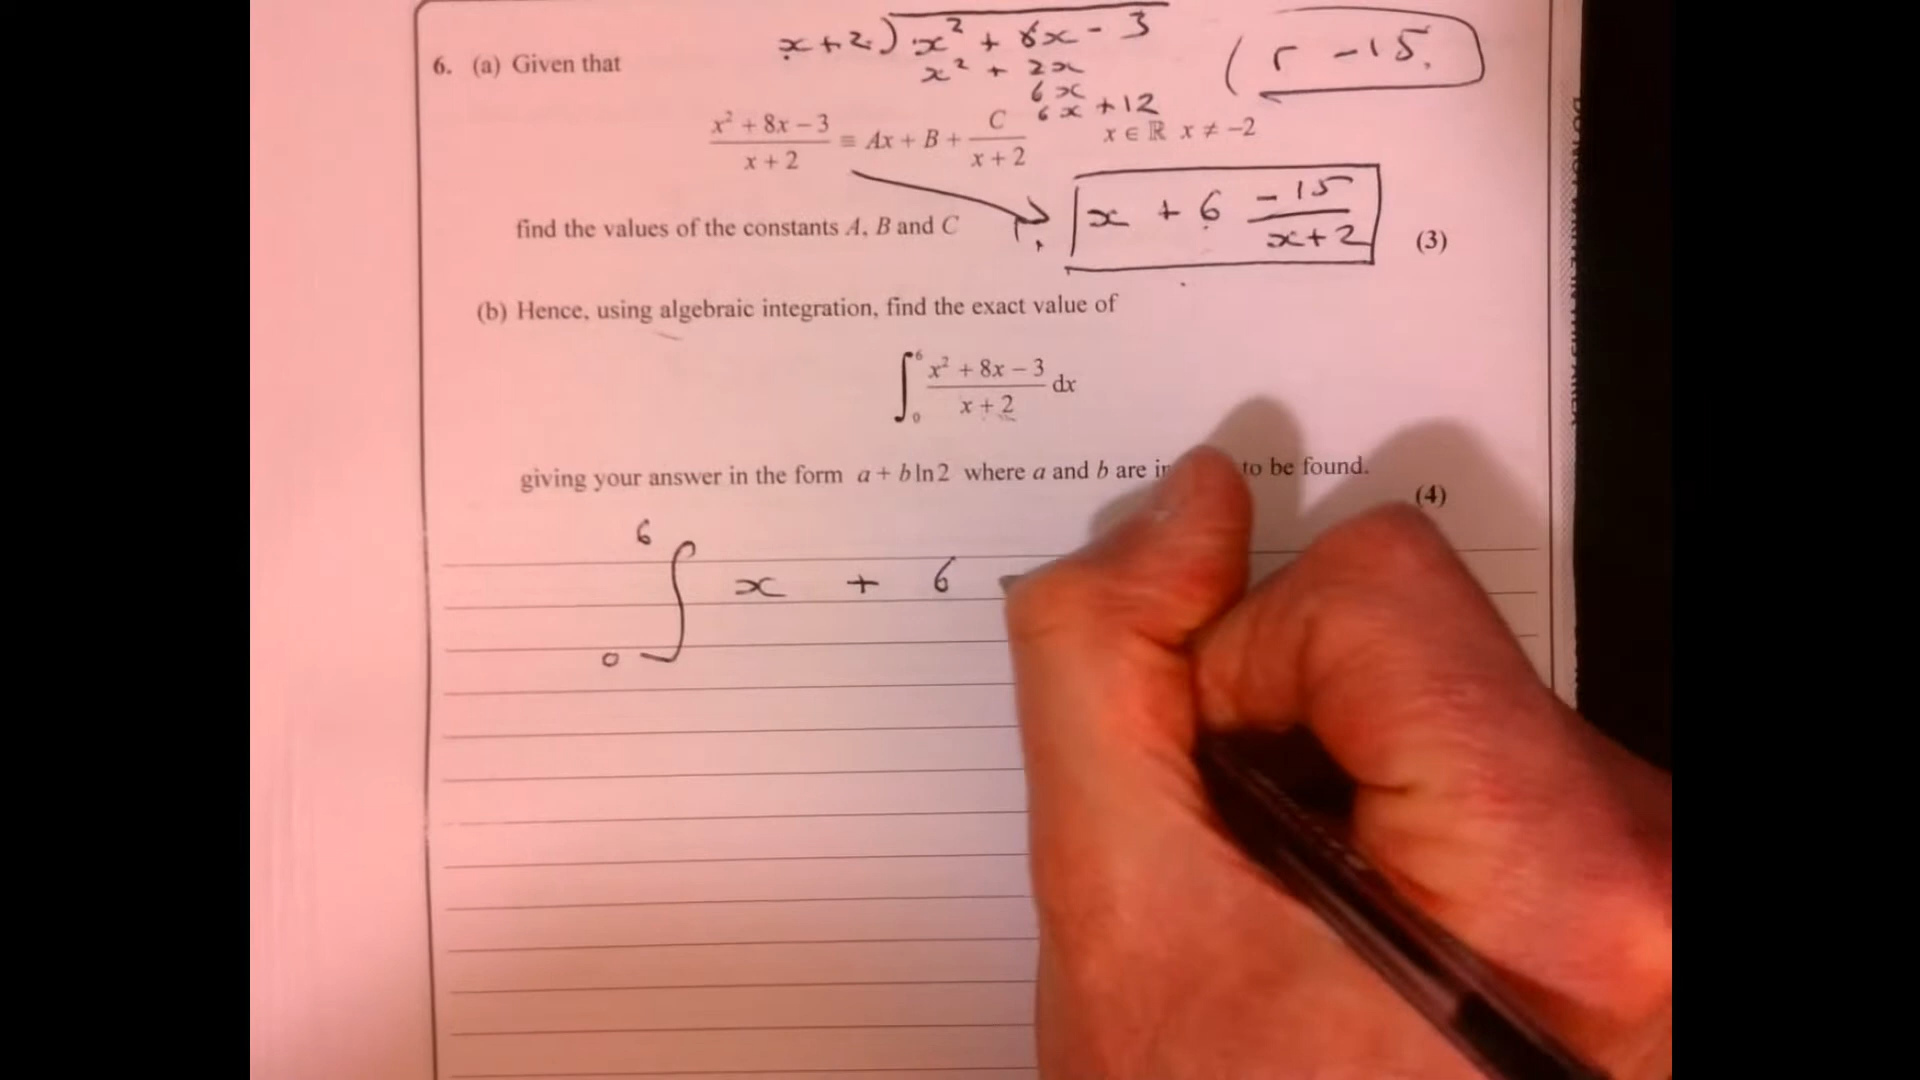 x + 2 ) x² + 8x - 3
( r - 15.
6. (a) Given that
x² + 2x
6x
6x + 12
x² + 8x − 3 / x + 2 ≡ Ax + B + C / x + 2 x ∈ ℝ x ≠ −2
x + 6 - 15 / x + 2
find the values of the constants A, B and C
(3)
(b) Hence, using algebraic integration, find the exact value of
∫₀⁶ x² + 8x − 3 / x + 2 dx
giving your answer in the form a + b ln 2 where a and b are to be found.
(4)
∫₀⁶ x + 6